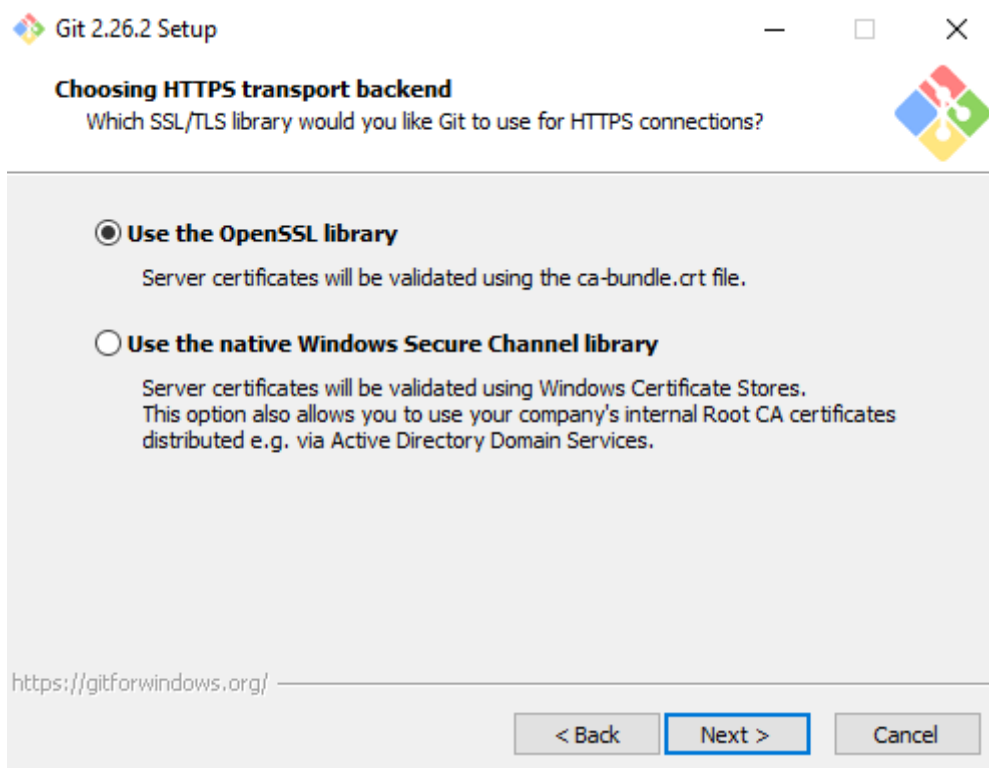 Git 2.26.2 Setup
Choosing HTTPS transport backend
Which SSL/TLS library would you like Git to use for HTTPS connections?
Use the OpenSSL library
Server certificates will be validated using the ca-bundle.crt file.
Use the native Windows Secure Channel library
Server certificates will be validated using Windows Certificate Stores.
This option also allows you to use your company's internal Root CA certificates
distributed e.g. via Active Directory Domain Services.
https://gitforwindows.org/
< Back Next > Cancel